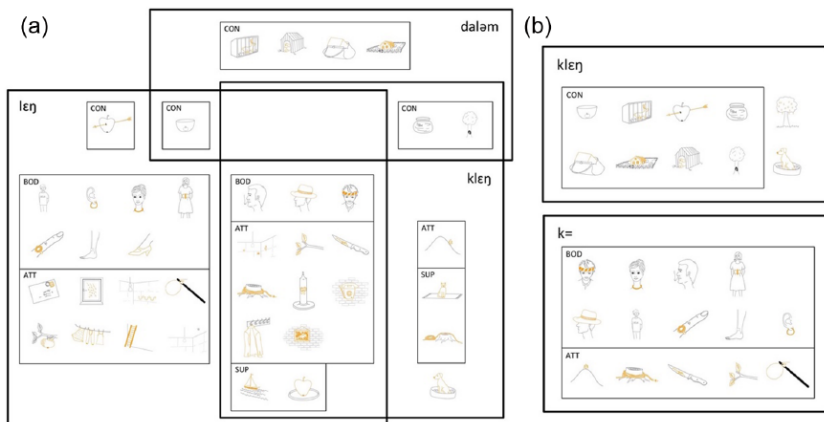 (a)
(b)
CON
daləm
klɛŋ
lɛŋ
CON
CON
CON
CON
klɛŋ
BOD
BOD
ATT
ATT
k=
SUP
BOD
ATT
SUP
ATT